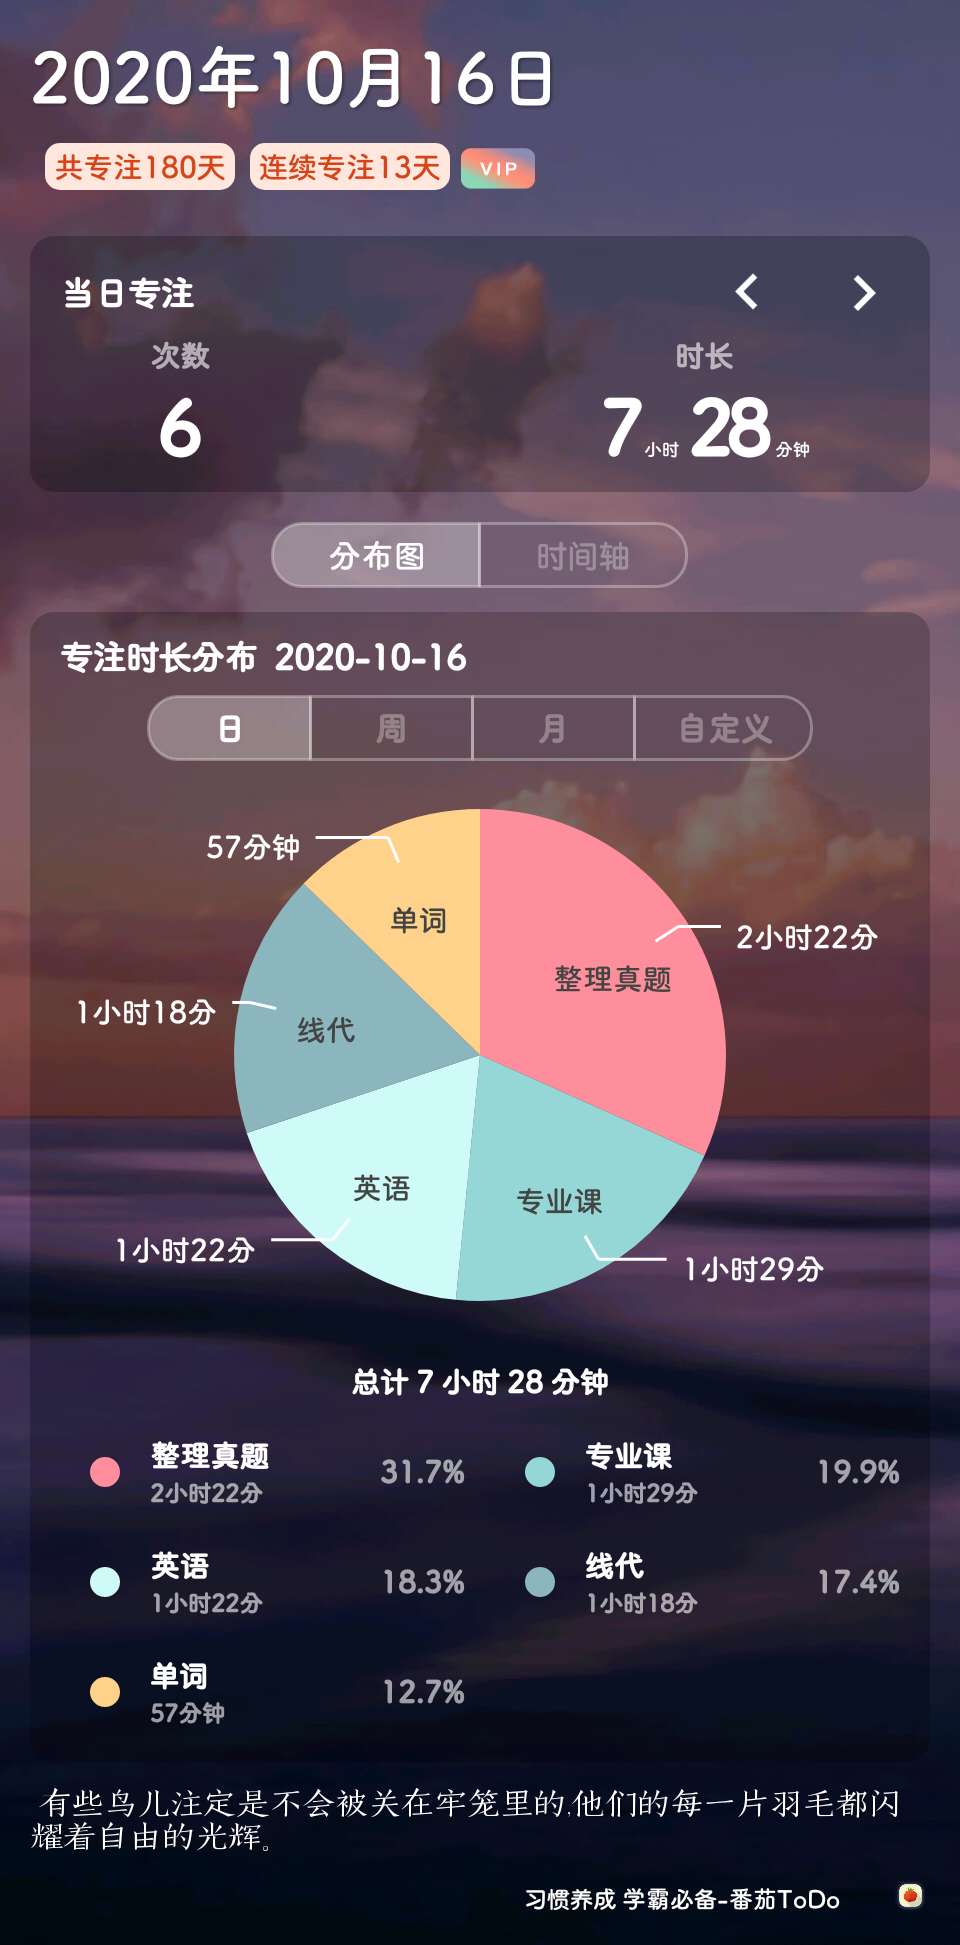 2020年10月16日
共专注180天 连续专注13天 VIP
当日专注
次数 时长
6 7小时28分钟
分布图 时间轴
专注时长分布 2020-10-16
日 周 月 自定义
57分钟
单词
2小时22分
整理真题
1小时18分
线代
英语
专业课
1小时22分
1小时29分
总计 7 小时 28 分钟
整理真题 31.7% 专业课 19.9%
2小时22分 1小时29分
英语 18.3% 线代 17.4%
1小时22分 1小时18分
单词 12.7%
57分钟
有些鸟儿注定是不会被关在牢笼里的,他们的每一片羽毛都闪
耀着自由的光辉。
习惯养成 学霸必备-番茄ToDo